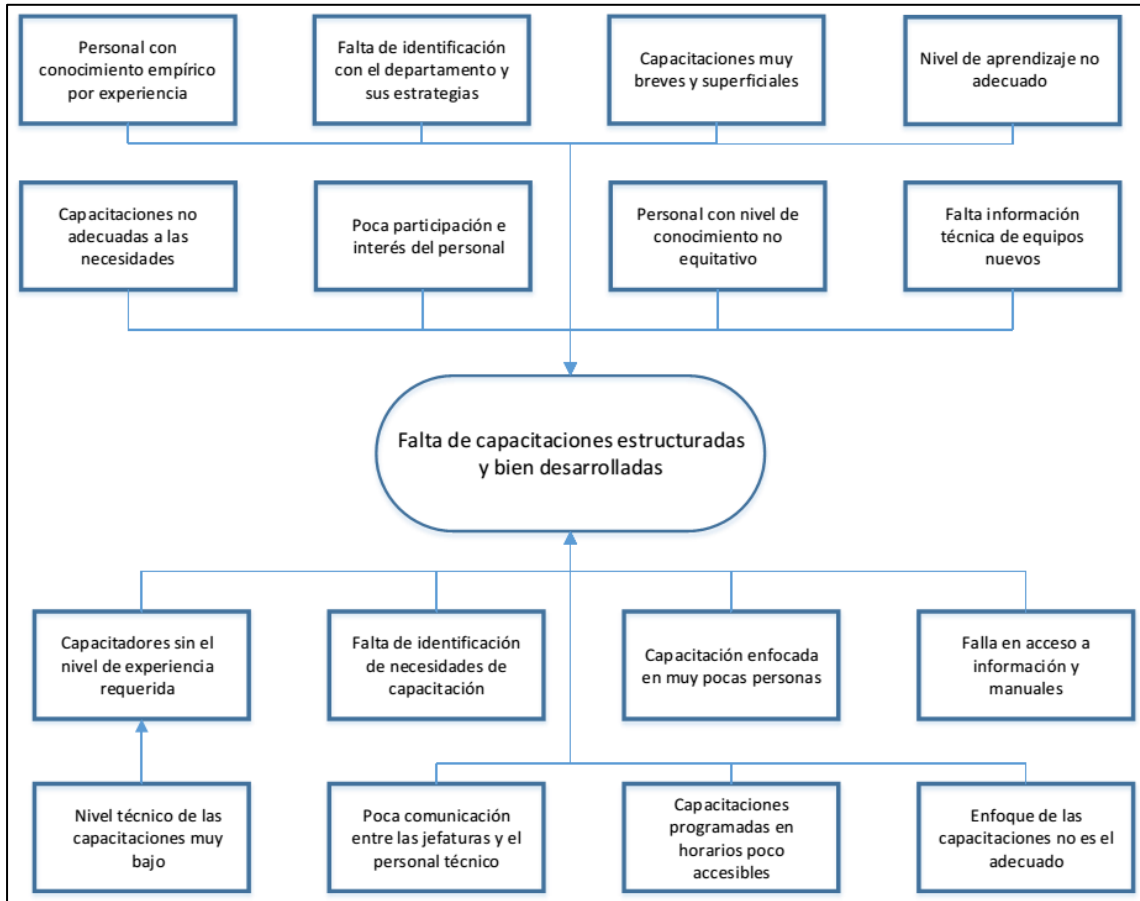 Personal con
conocimiento empírico
por experiencia
Falta de identificación
con el departamento y
sus estrategias
Capacitaciones muy
breves y superficiales
Nivel de aprendizaje no
adecuado
Capacitaciones no
adecuadas a las
necesidades
Poca participación e
interés del personal
Personal con nivel de
conocimiento no
equitativo
Falta información
técnica de equipos
nuevos
Falta de capacitaciones estructuradas
y bien desarrolladas
Capacitadores sin el
nivel de experiencia
requerida
Falta de identificación
de necesidades de
capacitación
Capacitación enfocada
en muy pocas personas
Falla en acceso a
información y
manuales
Nivel técnico de las
capacitaciones muy
bajo
Poca comunicación
entre las jefaturas y el
personal técnico
Capacitaciones
programadas en
horarios poco
accesibles
Enfoque de las
capacitaciones no es el
adecuado